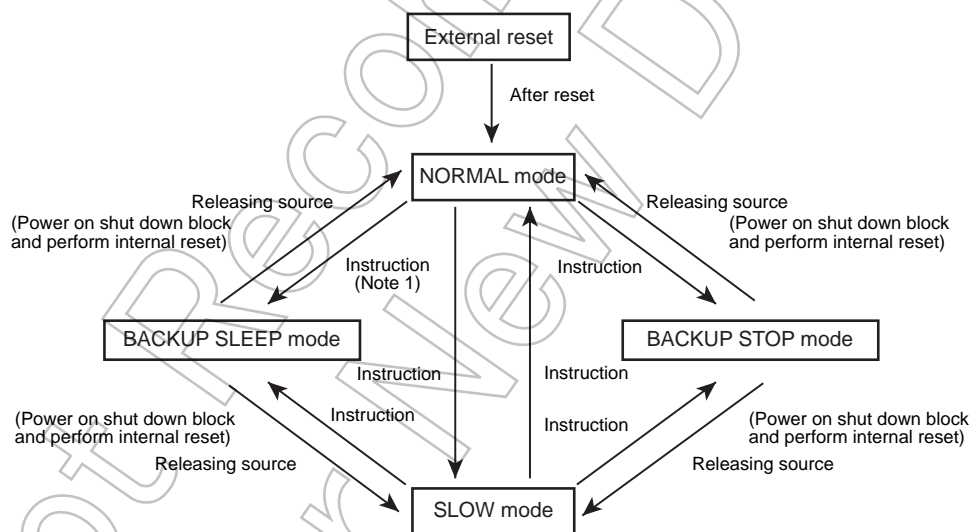 External reset
After reset
NORMAL mode
Releasing source
(Power on shut down block
and perform internal reset)
Releasing source
(Power on shut down block
and perform internal reset)
Instruction
(Note 1)
Instruction
BACKUP SLEEP mode
BACKUP STOP mode
Instruction
Instruction
Instruction
Instruction
(Power on shut down block
and perform internal reset)
Releasing source
(Power on shut down block
and perform internal reset)
Releasing source
SLOW mode